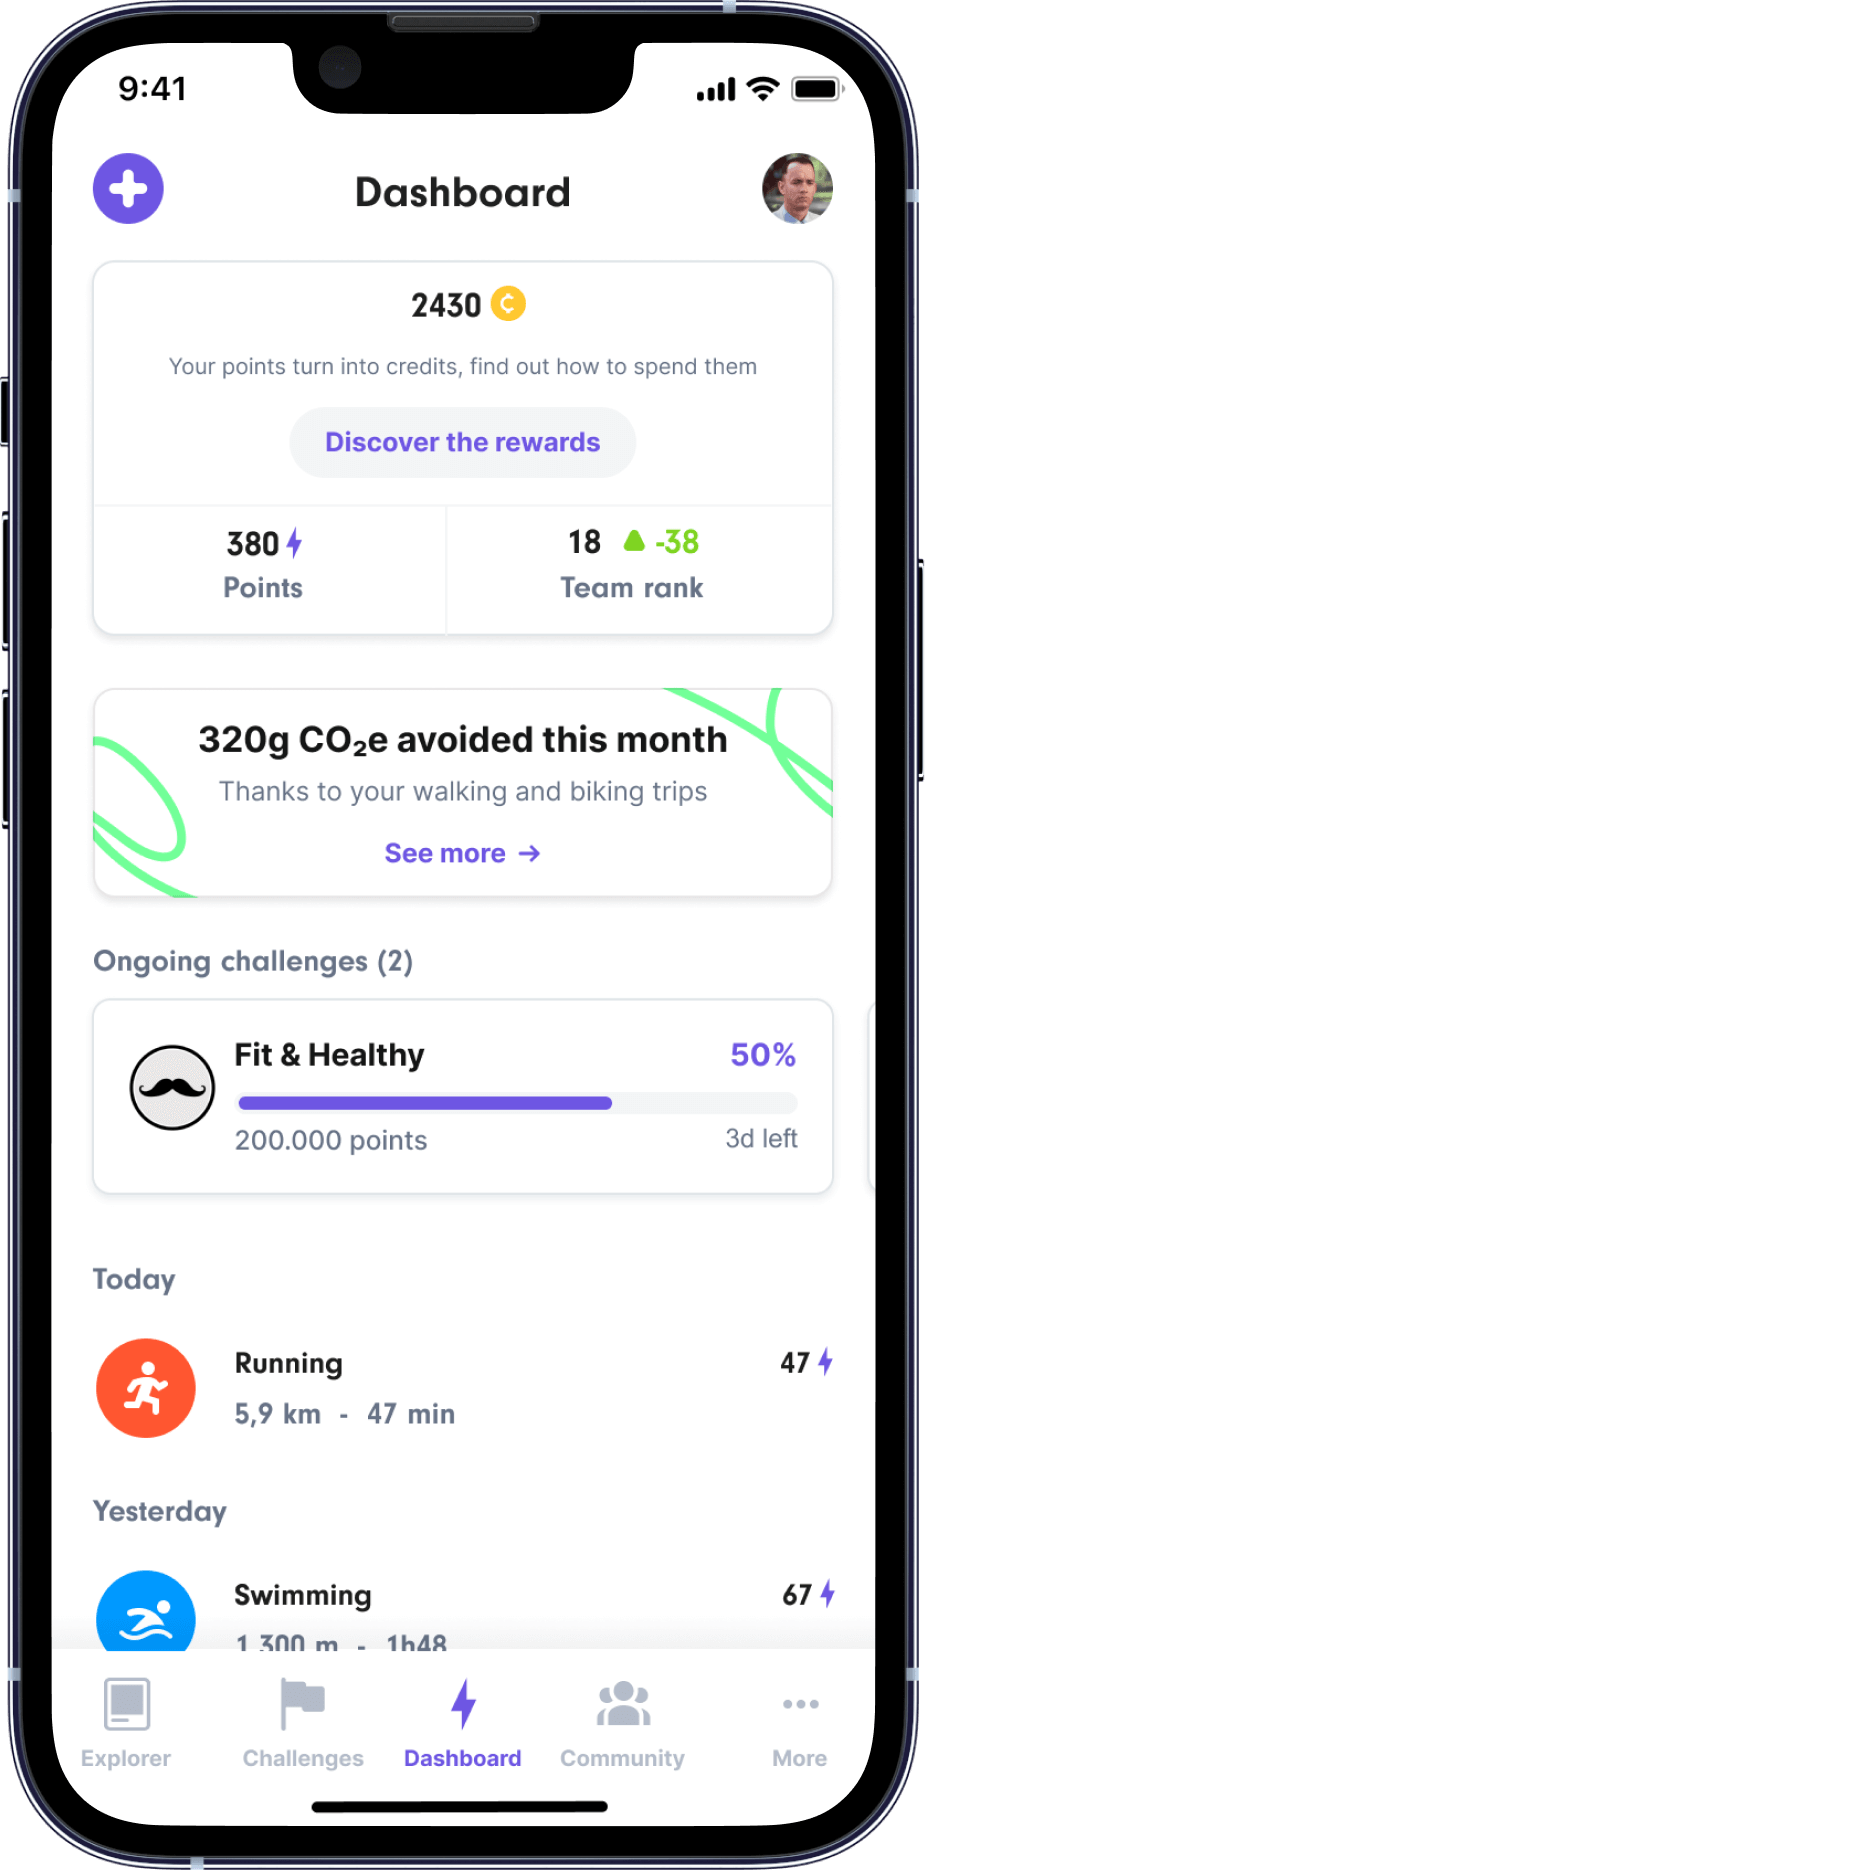 9:41
Dashboard
2430
Your points turn into credits, find out how to spend them
Discover the rewards
380
Points
18 -38
Team rank
320g CO₂e avoided this month
Thanks to your walking and biking trips
See more →
Ongoing challenges (2)
Fit & Healthy 50%
200.000 points 3d left
Today
Running 47
5,9 km - 47 min
Yesterday
Swimming 67
1 300 m - 1h48
Explorer Challenges Dashboard Community More